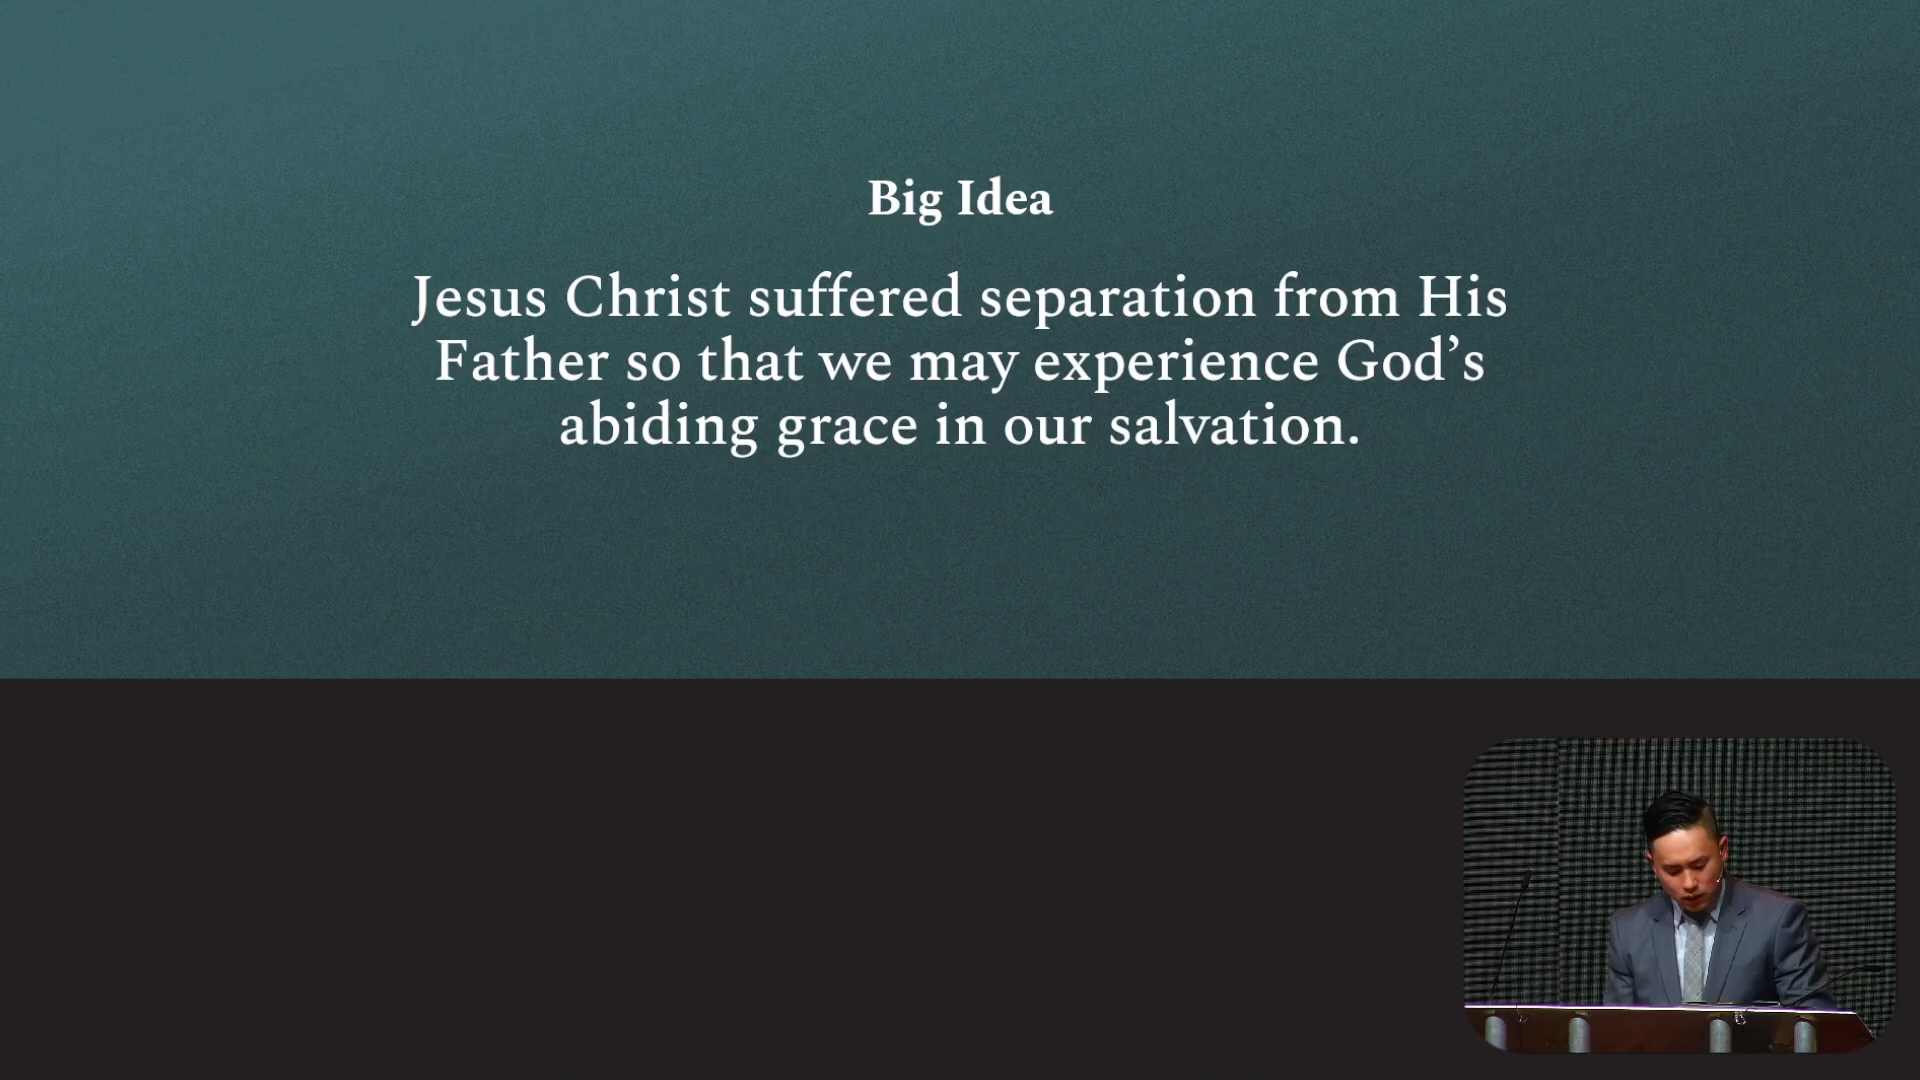 Big Idea
Jesus Christ suffered separation from His
Father so that we may experience God’s
abiding grace in our salvation.